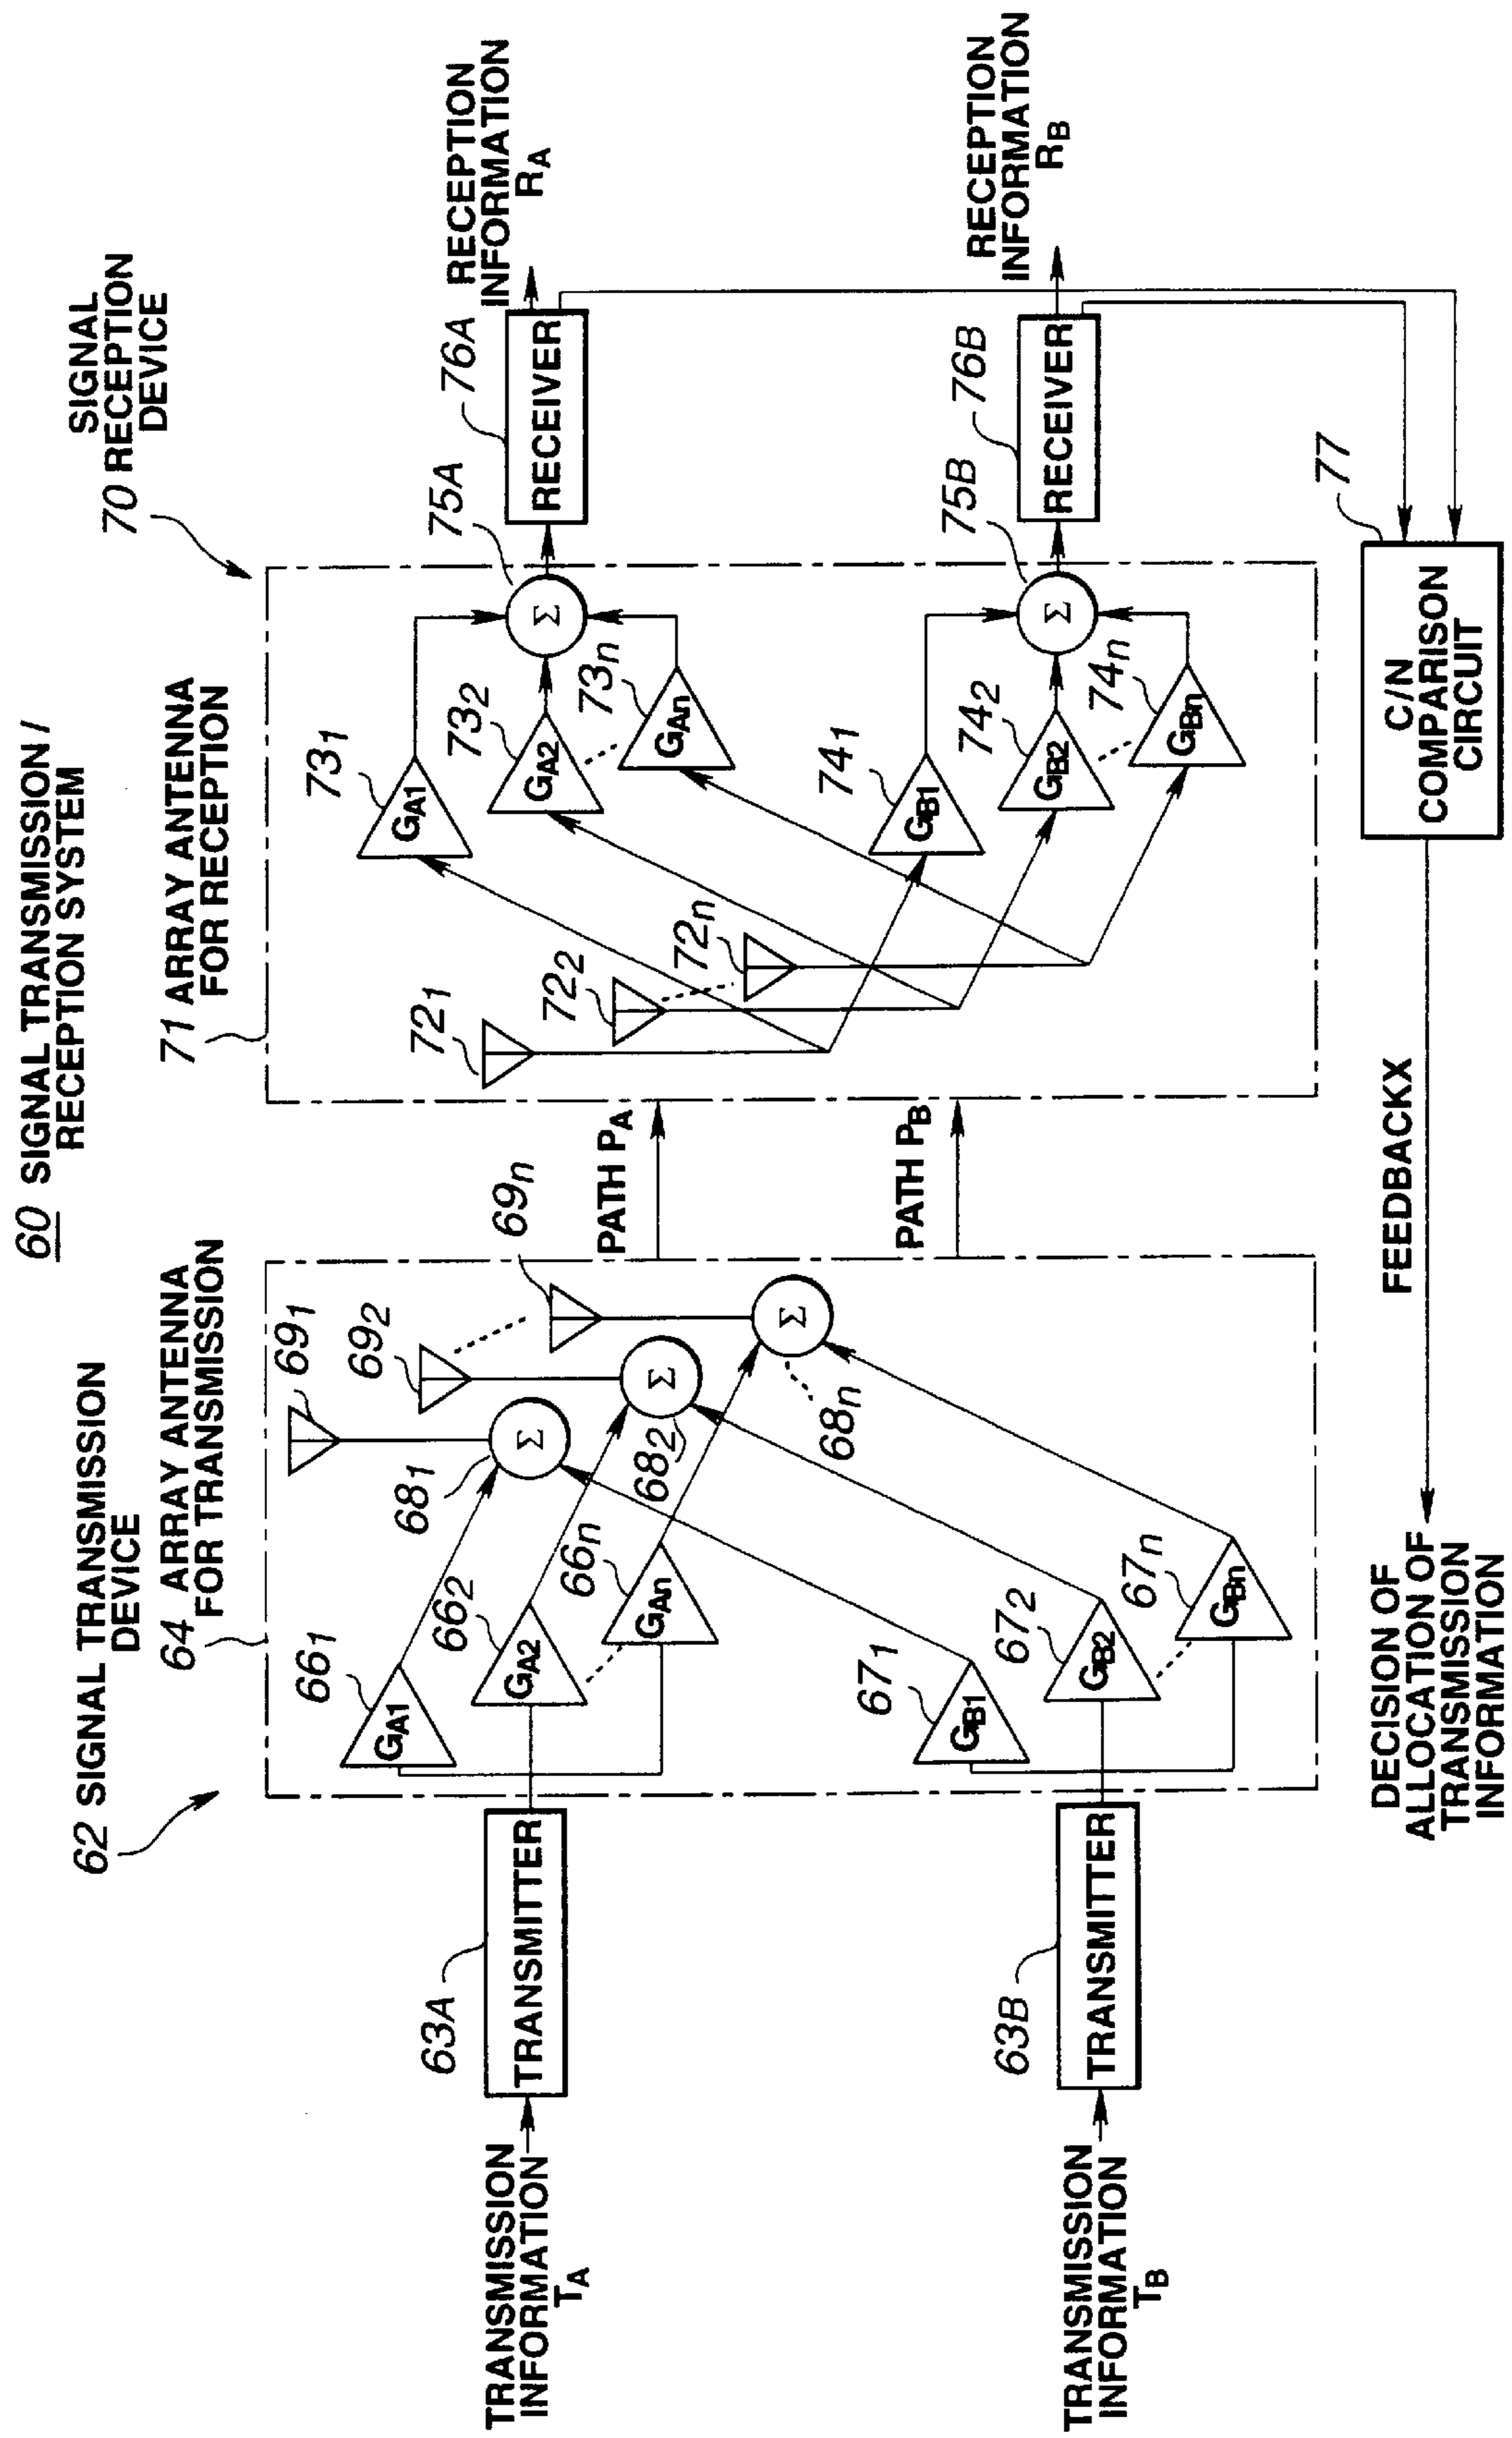 60 SIGNAL TRANSMISSION /
RECEPTION SYSTEM
62 SIGNAL TRANSMISSION
DEVICE
64 ARRAY ANTENNA
FOR TRANSMISSION
71 ARRAY ANTENNA
FOR RECEPTION
SIGNAL
70 RECEPTION
DEVICE
TRANSMISSION
INFORMATION
TA
63A
TRANSMITTER
661
GA1
662
GA2
66n
GAn
681
Σ
682
Σ
68n
Σ
691
692
69n
PATH PA
721
722
72n
731
GA1
732
GA2
73n
GAn
75A
Σ
76A
RECEIVER
RECEPTION
INFORMATION
RA
TRANSMISSION
INFORMATION
TB
63B
TRANSMITTER
671
GB1
672
GB2
67n
GBn
PATH PB
741
GB1
742
GB2
74n
GBn
75B
Σ
76B
RECEIVER
RECEPTION
INFORMATION
RB
DECISION OF
ALLOCATION OF
TRANSMISSION
INFORMATION
FEEDBACKX
77
C/N
COMPARISON
CIRCUIT